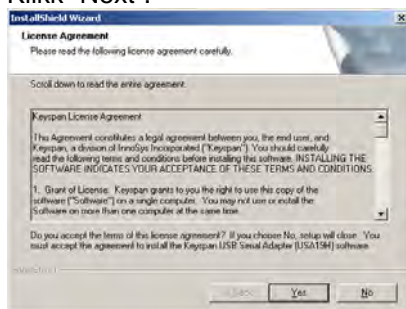 Klikk "Next".
InstallShield Wizard
License Agreement
Please read the following license agreement carefully.
Scroll down to read the entire agreement.
Keyspan License Agreement
This Agreement constitutes a legal agreement between you, the end user, and
Keyspan, a division of InnoSys Incorporated ("Keyspan"). You should carefully
read the following terms and conditions before installing this software. INSTALLING THE
SOFTWARE INDICATES YOUR ACCEPTANCE OF THESE TERMS AND CONDITIONS.
1. Grant of License. Keyspan grants to you the right to use this copy of the
software ("Software") on a single computer. You may not use or install the
Software on more than one computer at the same time.
Do you accept the terms of this license agreement? If you choose No, setup will close. You
must accept the agreement to install the Keyspan USB Serial Adapter (USA19H) software.
InstallShield
< Back
Yes
No